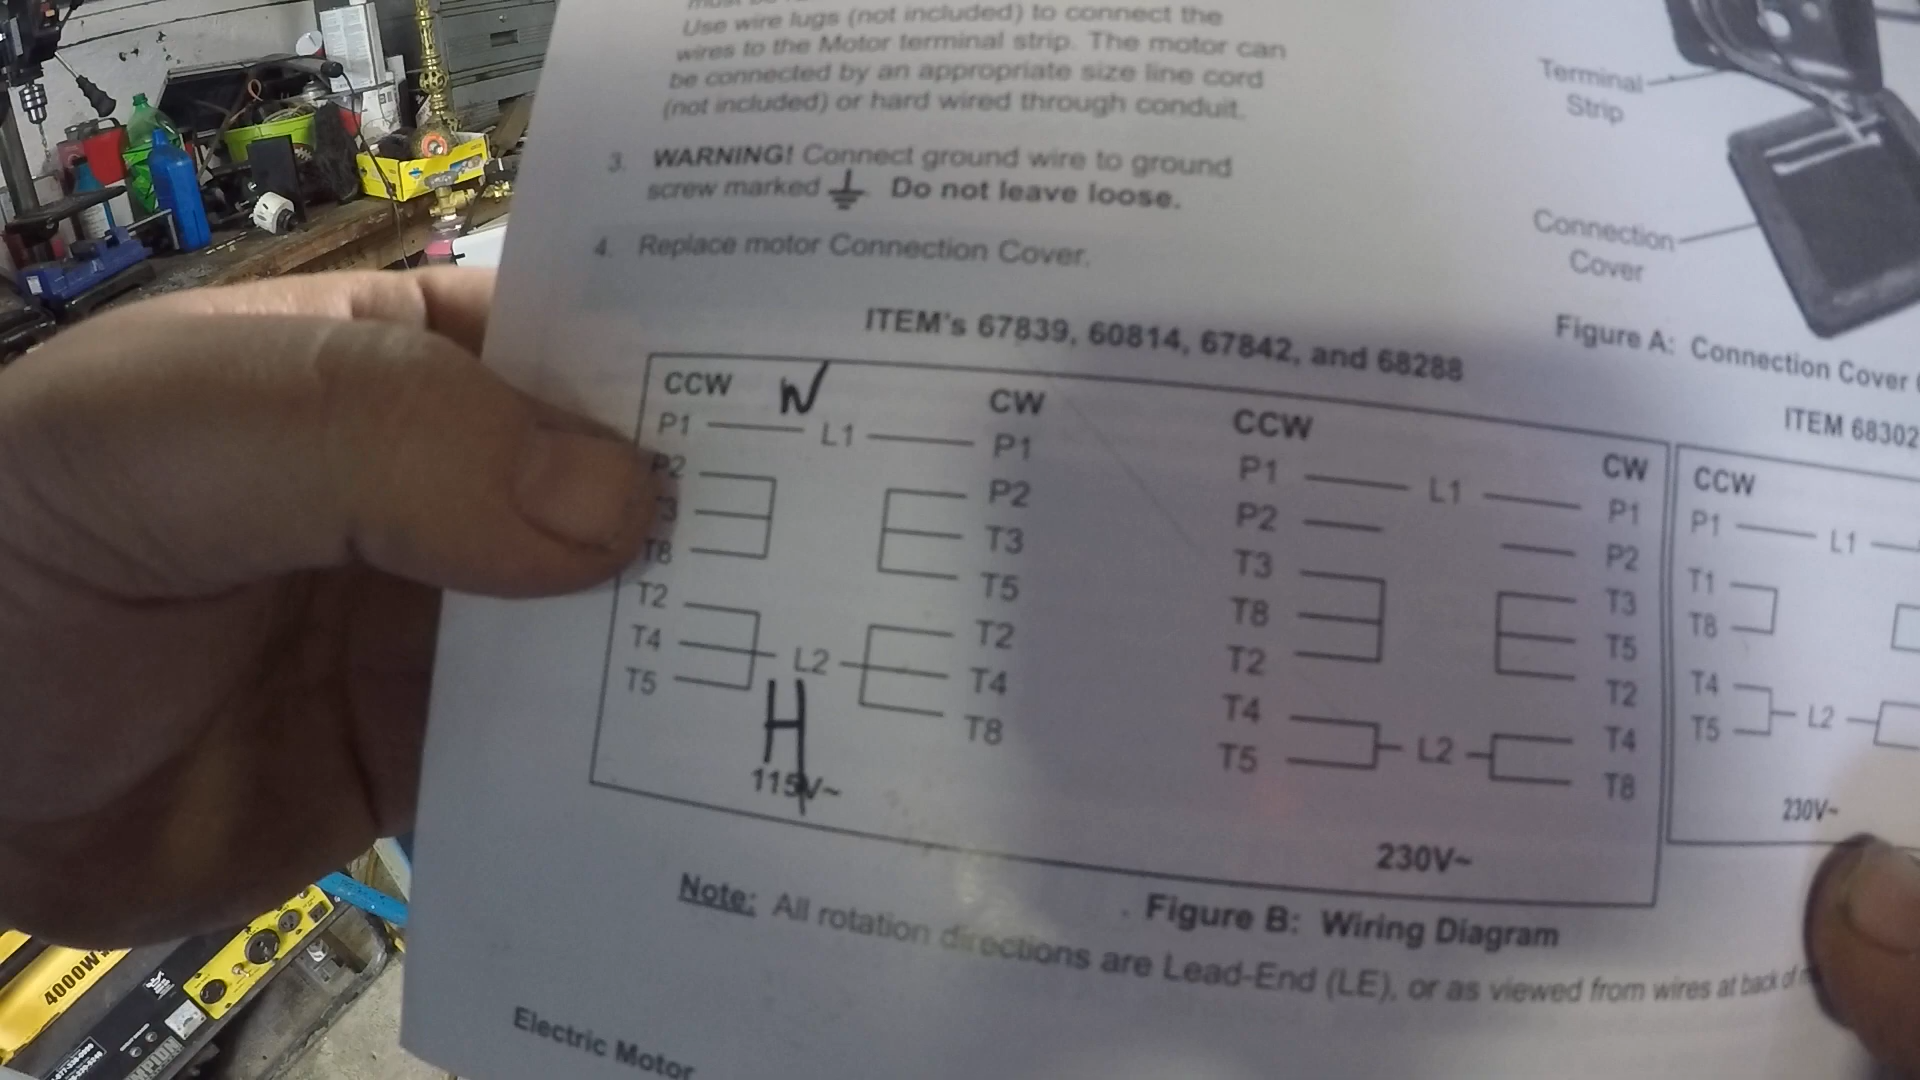 must be
Use wire lugs (not included) to connect the
wires to the Motor terminal strip. The motor can
be connected by an appropriate size line cord
(not included) or hard wired through conduit.
3. WARNING! Connect ground wire to ground
screw marked Do not leave loose.
4. Replace motor Connection Cover.
Terminal
Strip
Connection
Cover
Figure A: Connection Cover
ITEM's 67839, 60814, 67842, and 68288
CCW W CW
P1 L1 P1
P2 P2
T3 T3
T8 T5
T2 T2
T4 L2 T4
T5 T8
H
115V~
CCW CW
P1 L1 P1
P2 P2
T3 T3
T8 T5
T2 T2
T4 L2 T4
T5 T8
230V~
ITEM 68302
CCW
P1 L1
T1
T8
T4
T5 L2
230V~
Figure B: Wiring Diagram
Note: All rotation directions are Lead-End (LE), or as viewed from wires at back of
Electric Motor
4000W